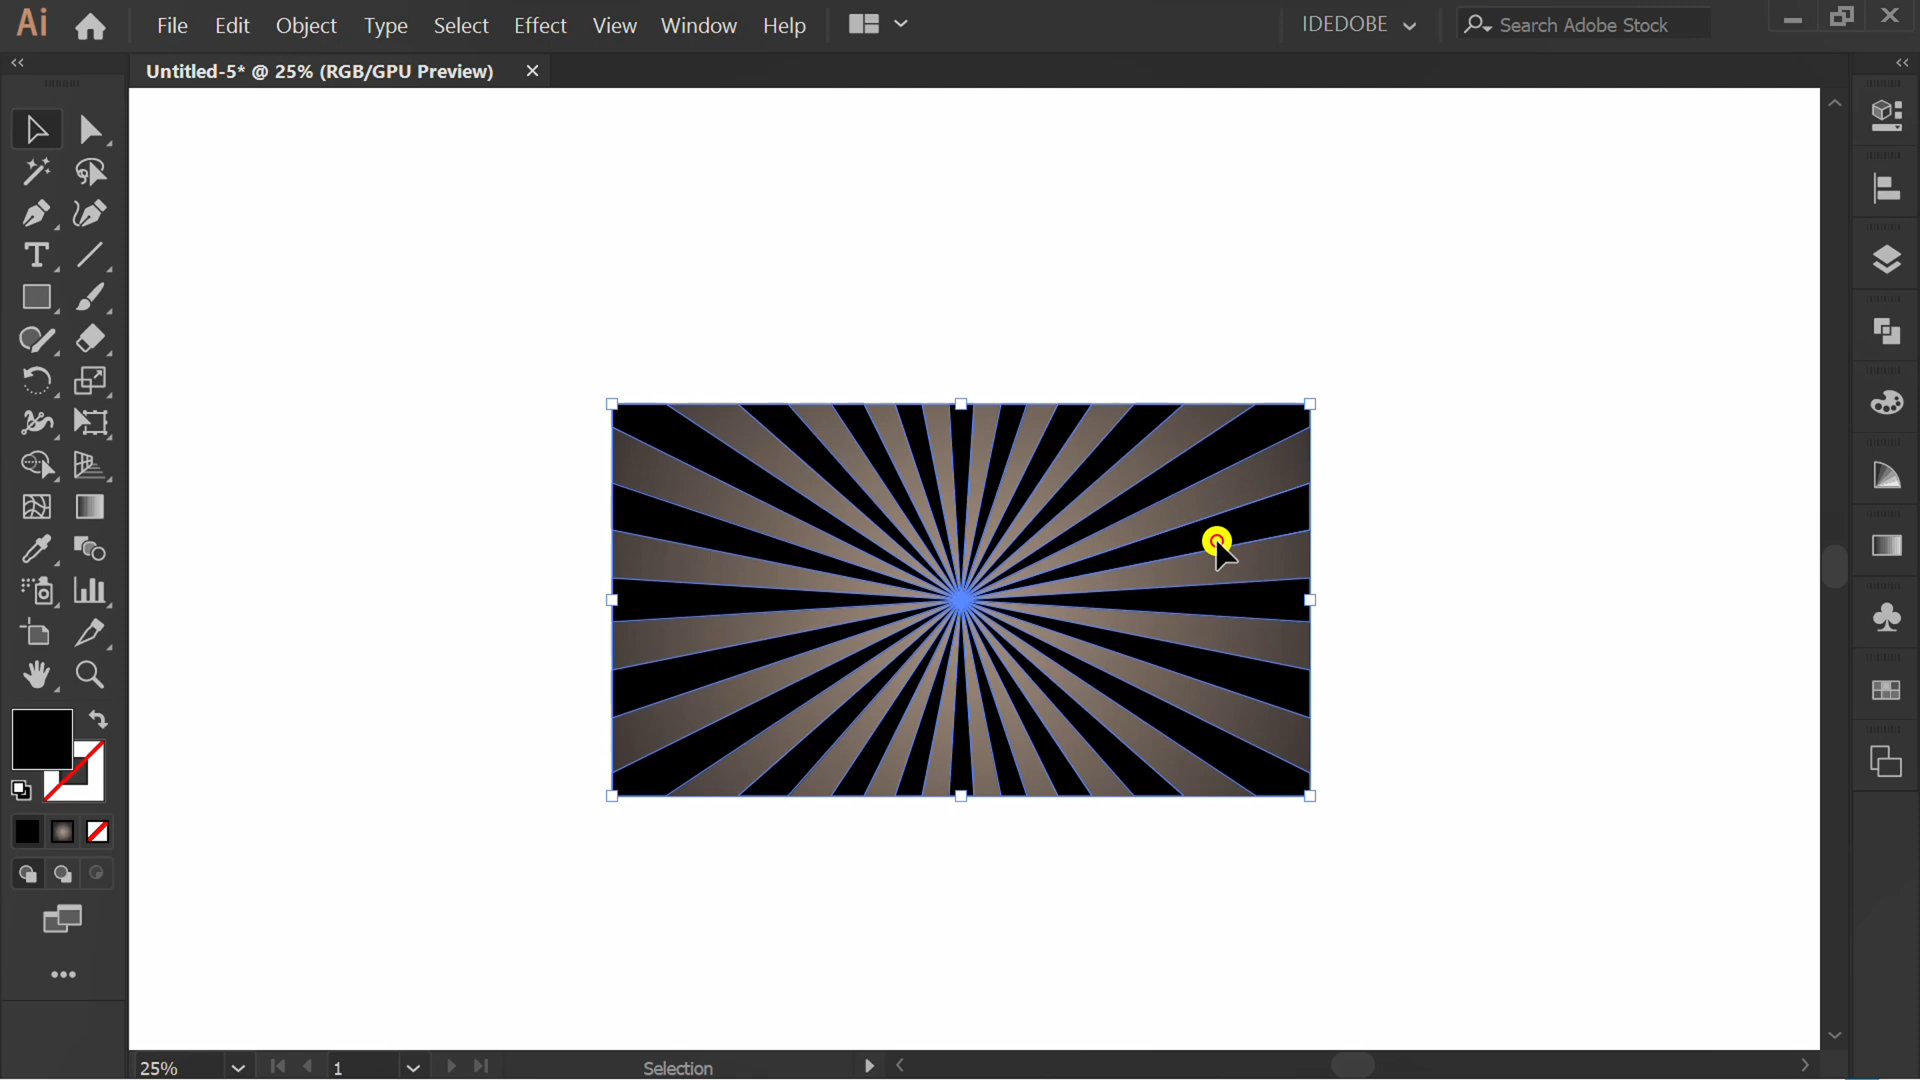 Ai File Edit Object Type Select Effect View Window Help IDEDOBE Search Adobe Stock
Untitled-5* @ 25% (RGB/GPU Preview)
T
25% 1 Selection